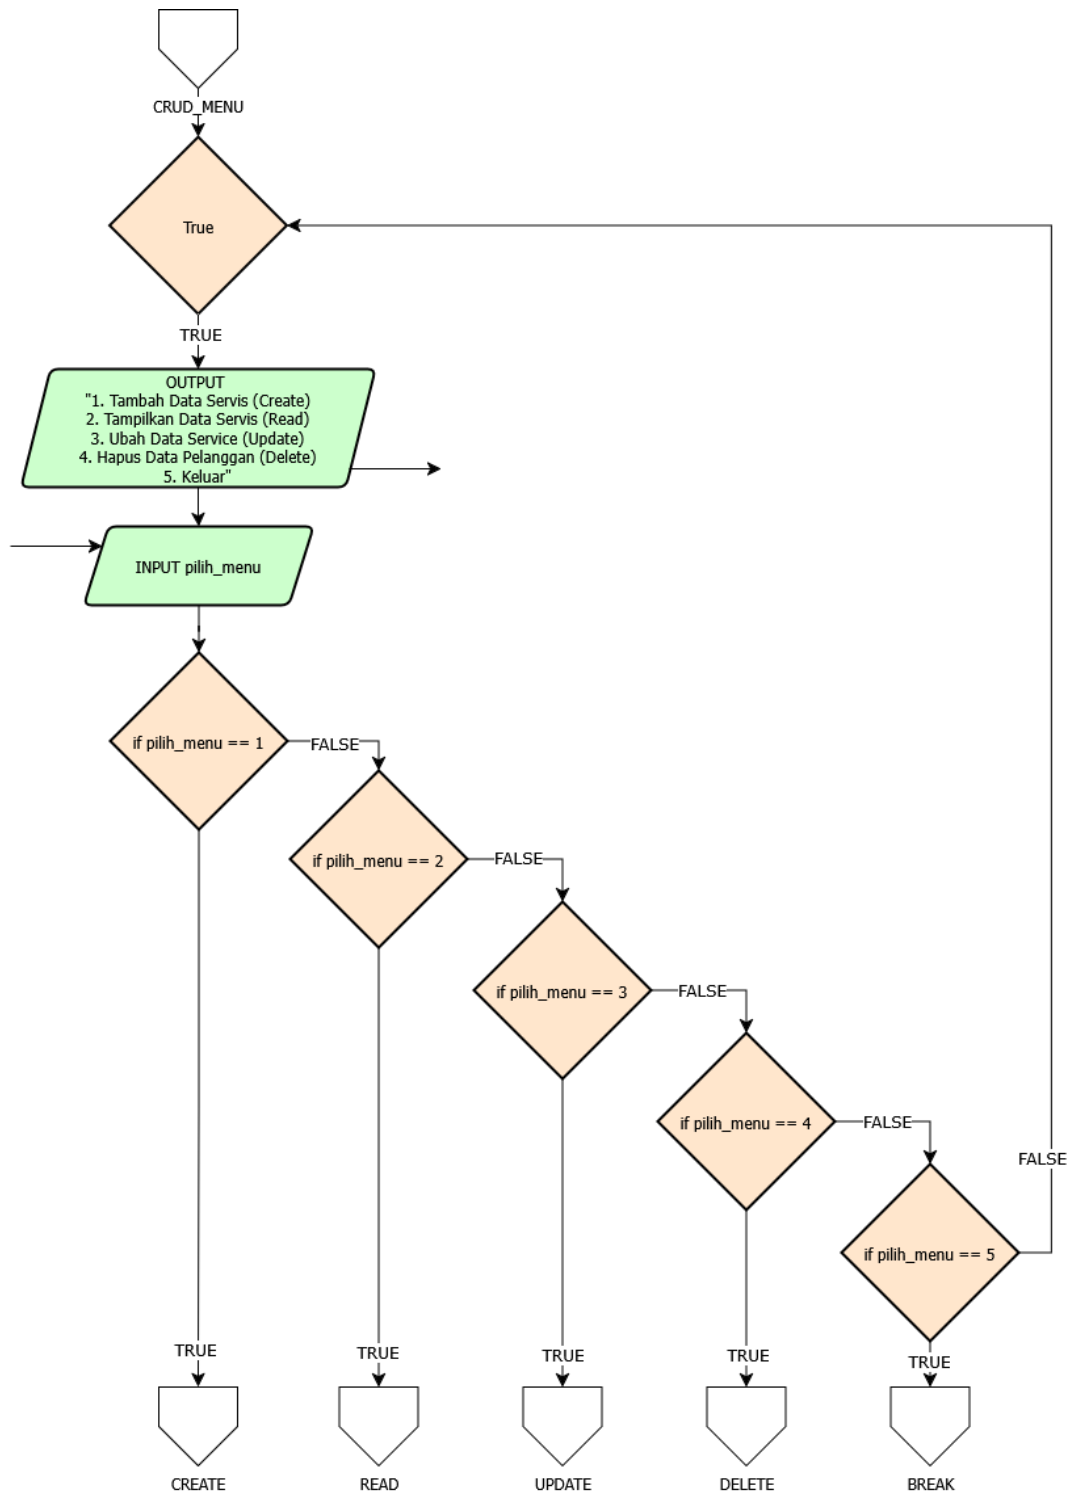 CRUD_MENU
True
TRUE
OUTPUT
"1. Tambah Data Servis (Create)
2. Tampilkan Data Servis (Read)
3. Ubah Data Service (Update)
4. Hapus Data Pelanggan (Delete)
5. Keluar"
INPUT pilih_menu
if pilih_menu == 1
FALSE
if pilih_menu == 2
FALSE
if pilih_menu == 3
FALSE
if pilih_menu == 4
FALSE
if pilih_menu == 5
FALSE
TRUE
TRUE
TRUE
TRUE
TRUE
CREATE
READ
UPDATE
DELETE
BREAK